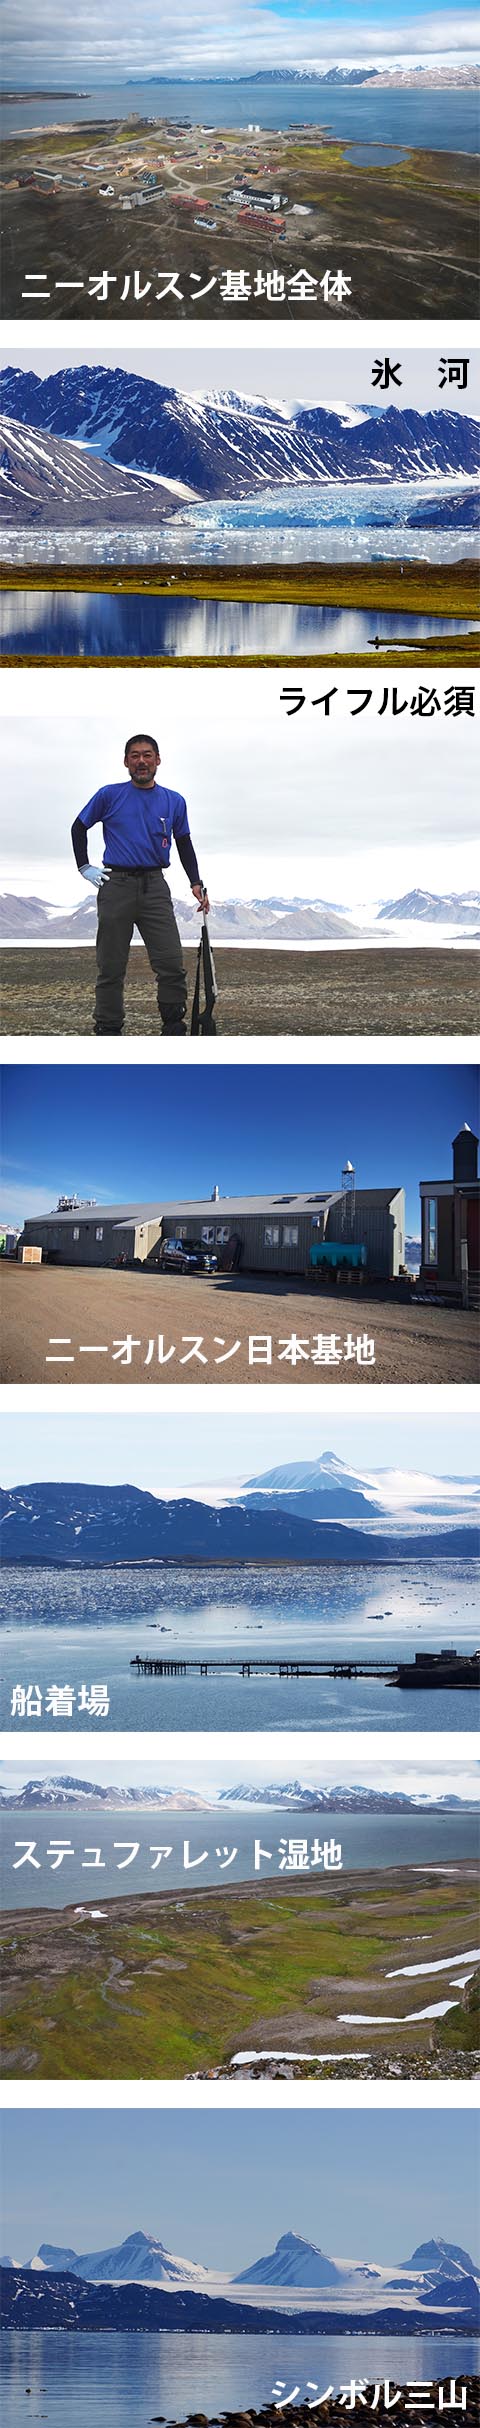 ニーオルスン基地全体
氷　河
ライフル必須
ニーオルスン日本基地
船着場
ステュファレット湿地
シンボル三山